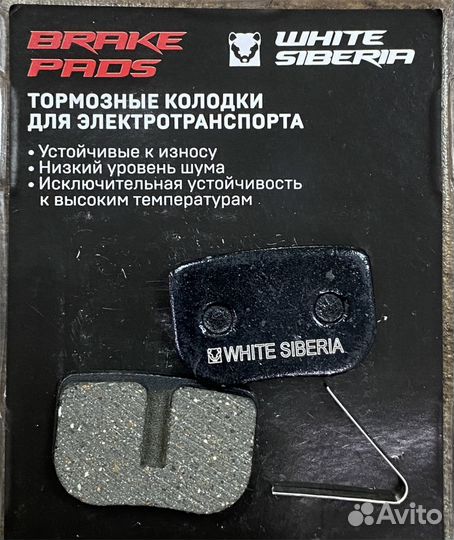 BRAKE
PADS
WHITE
SIBERIA
ТОРМОЗНЫЕ КОЛОДКИ
ДЛЯ ЭЛЕКТРОТРАНСПОРТА
• Устойчивые к износу
• Низкий уровень шума
• Исключительная устойчивость
к высоким температурам
WHITE SIBERIA
Avito